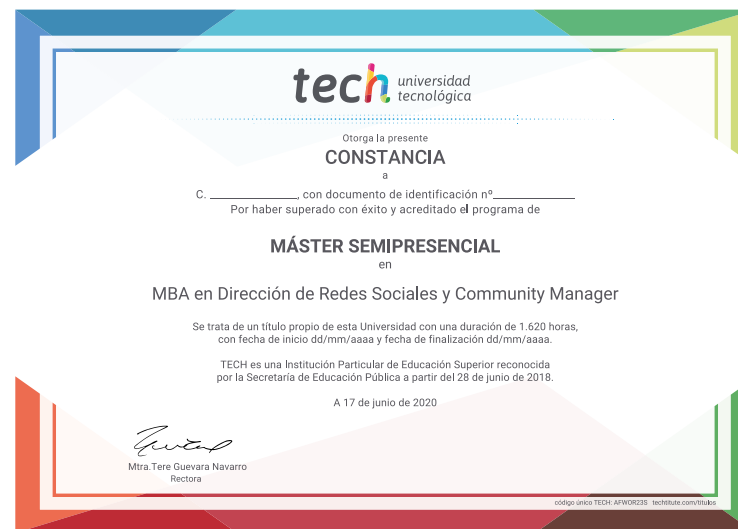 tech universidad
tecnológica
Otorga la presente
CONSTANCIA
a
C. ______________, con documento de identificación nº______________
Por haber superado con éxito y acreditado el programa de
MÁSTER SEMIPRESENCIAL
en
MBA en Dirección de Redes Sociales y Community Manager
Se trata de un título propio de esta Universidad con una duración de 1.620 horas,
con fecha de inicio dd/mm/aaaa y fecha de finalización dd/mm/aaaa.
TECH es una Institución Particular de Educación Superior reconocida
por la Secretaría de Educación Pública a partir del 28 de junio de 2018.
A 17 de junio de 2020
Mtra.Tere Guevara Navarro
Rectora
código único TECH: AFWOR23S techtitute.com/titulos